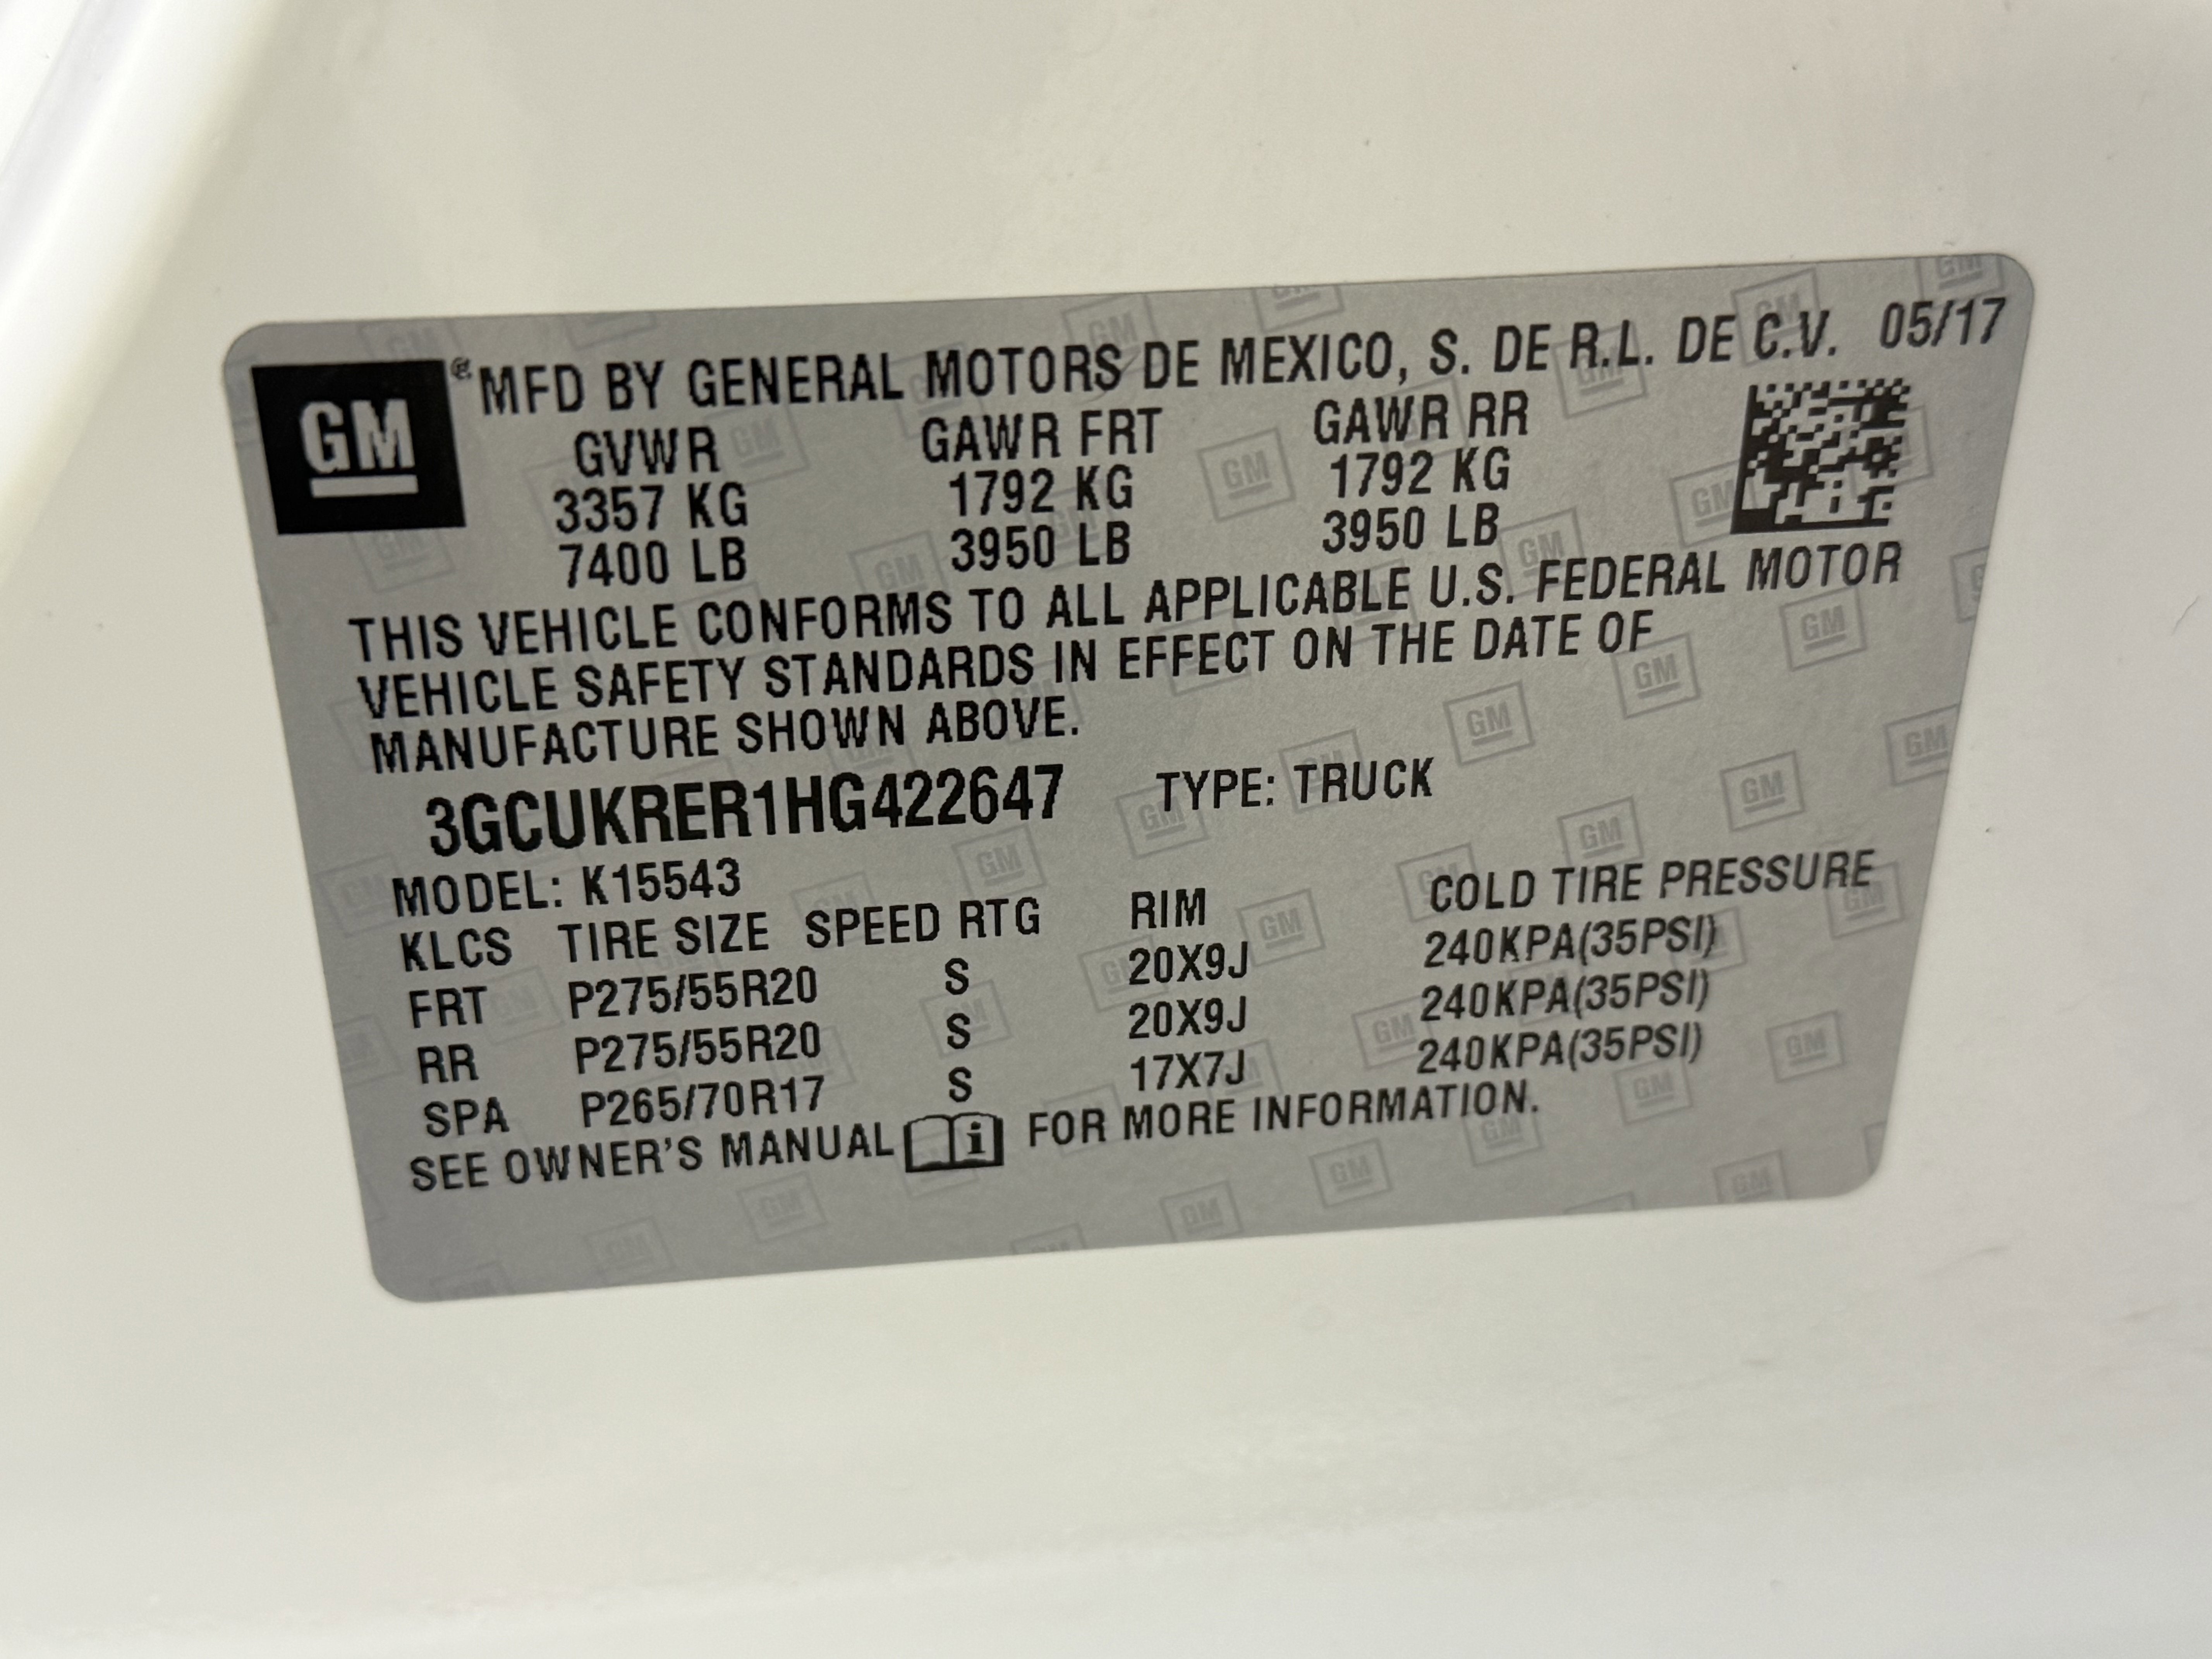 GM ® MFD BY GENERAL MOTORS DE MEXICO, S. DE R.L. DE C.V. 05/17
GVWR GAWR FRT GAWR RR
3357 KG 1792 KG 1792 KG
7400 LB 3950 LB 3950 LB
THIS VEHICLE CONFORMS TO ALL APPLICABLE U.S. FEDERAL MOTOR
VEHICLE SAFETY STANDARDS IN EFFECT ON THE DATE OF
MANUFACTURE SHOWN ABOVE.
3GCUKRER1HG422647 TYPE: TRUCK
MODEL: K15543
KLCS TIRE SIZE SPEED RTG RIM COLD TIRE PRESSURE
FRT P275/55R20 S 20X9J 240KPA(35PSI)
RR P275/55R20 S 20X9J 240KPA(35PSI)
SPA P265/70R17 S 17X7J 240KPA(35PSI)
SEE OWNER'S MANUAL i FOR MORE INFORMATION.